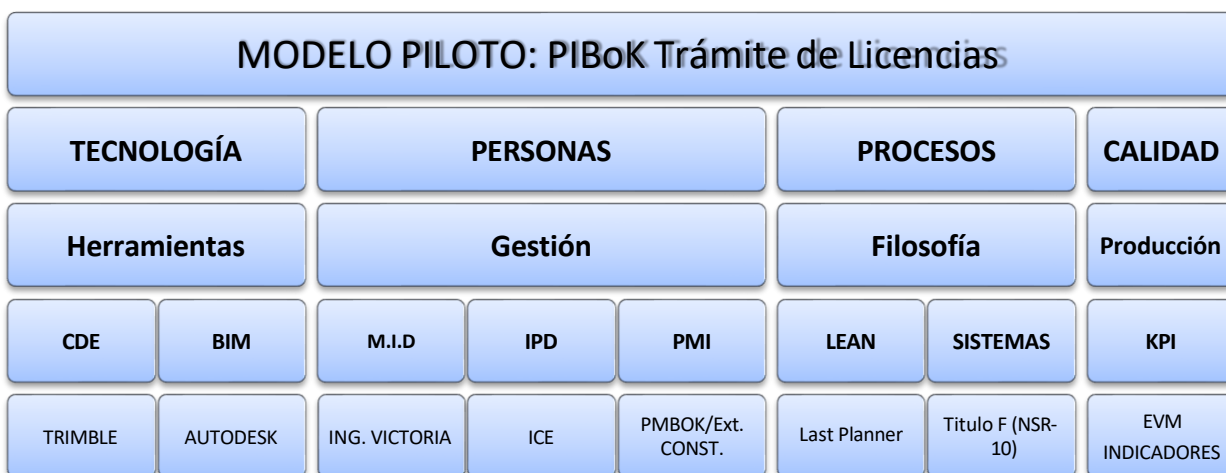 MODELO PILOTO: PIBoK Trámite de Licencias
TECNOLOGÍA PERSONAS PROCESOS CALIDAD
Herramientas Gestión Filosofía Producción
CDE BIM M.I.D IPD PMI LEAN SISTEMAS KPI
TRIMBLE
AUTODESK
ING. VICTORIA
ICE
PMBOK/Ext.
CONST.
Last Planner
Titulo F (NSR-
10)
EVM
INDICADORES